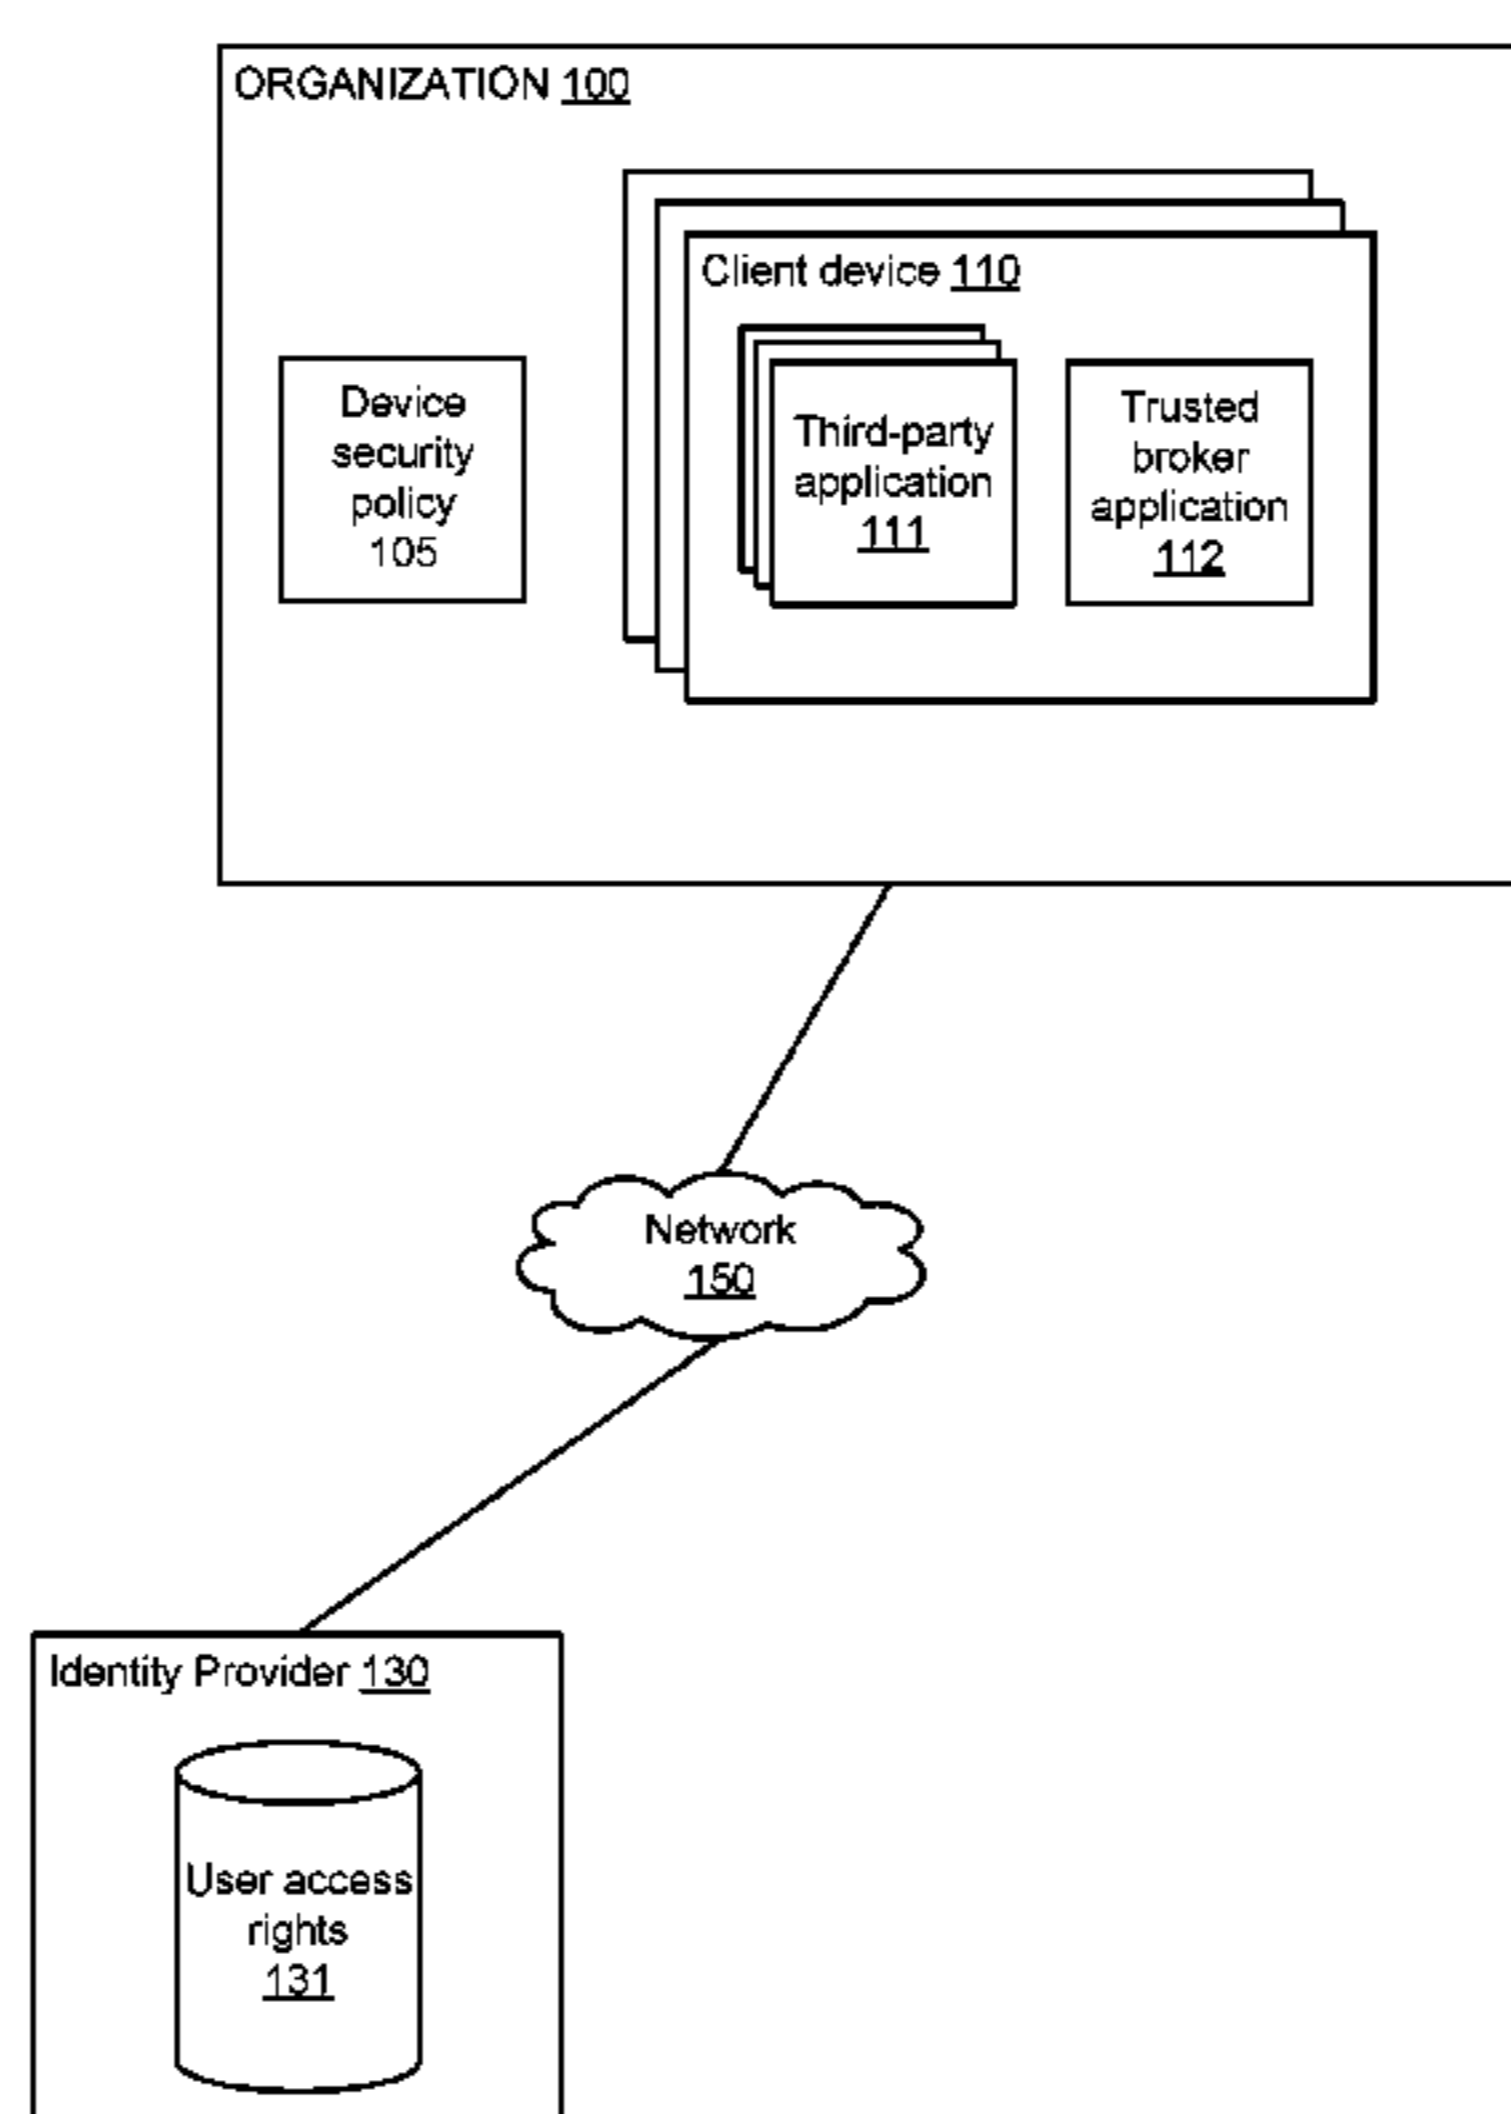 ORGANIZATION 100
Client device 110
Device
security
policy
105
Third-party
application
111
Trusted
broker
application
112
Network
150
Identity Provider 130
User access
rights
131